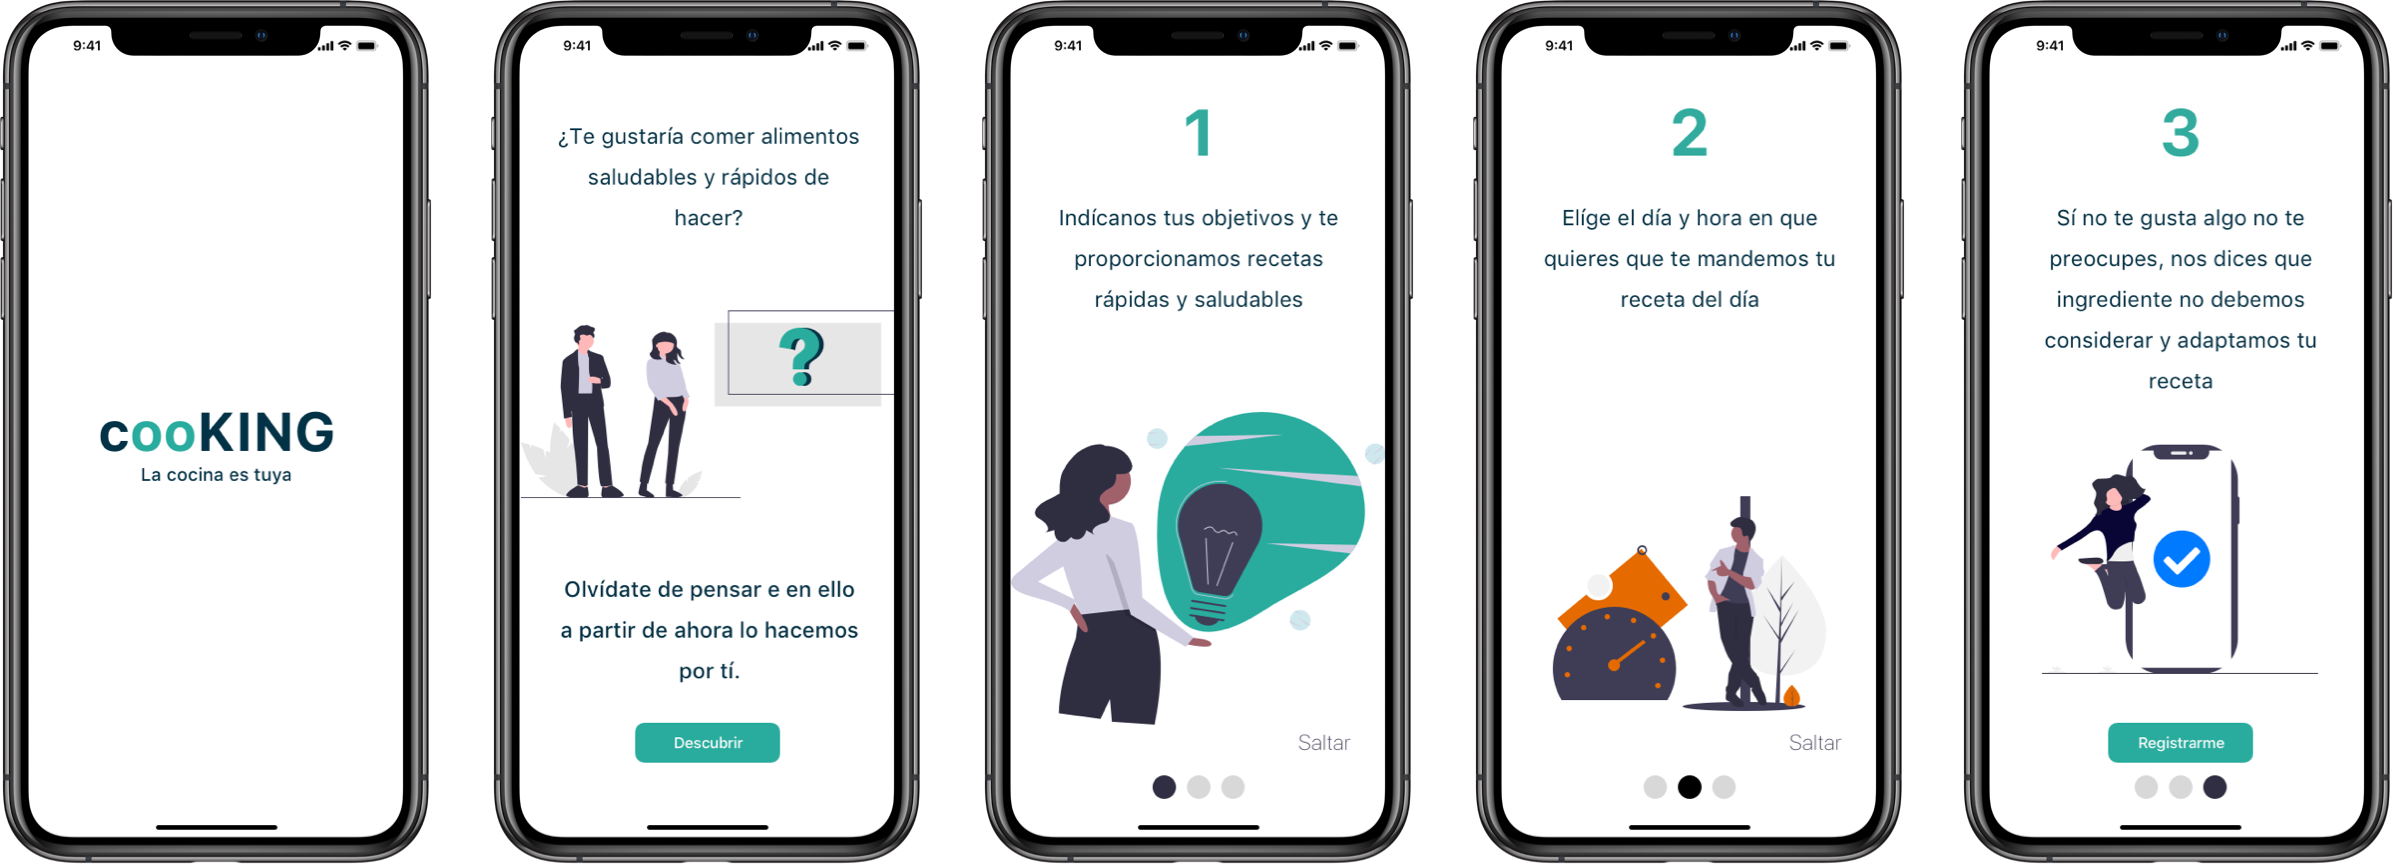 9:41
cooKING
La cocina es tuya
9:41
¿Te gustaría comer alimentos
saludables y rápidos de
hacer?
?
Olvídate de pensar e en ello
a partir de ahora lo hacemos
por tí.
Descubrir
9:41
1
Indícanos tus objetivos y te
proporcionamos recetas
rápidas y saludables
Saltar
9:41
2
Elíge el día y hora en que
quieres que te mandemos tu
receta del día
Saltar
9:41
3
Sí no te gusta algo no te
preocupes, nos dices que
ingrediente no debemos
considerar y adaptamos tu
receta
Registrarme